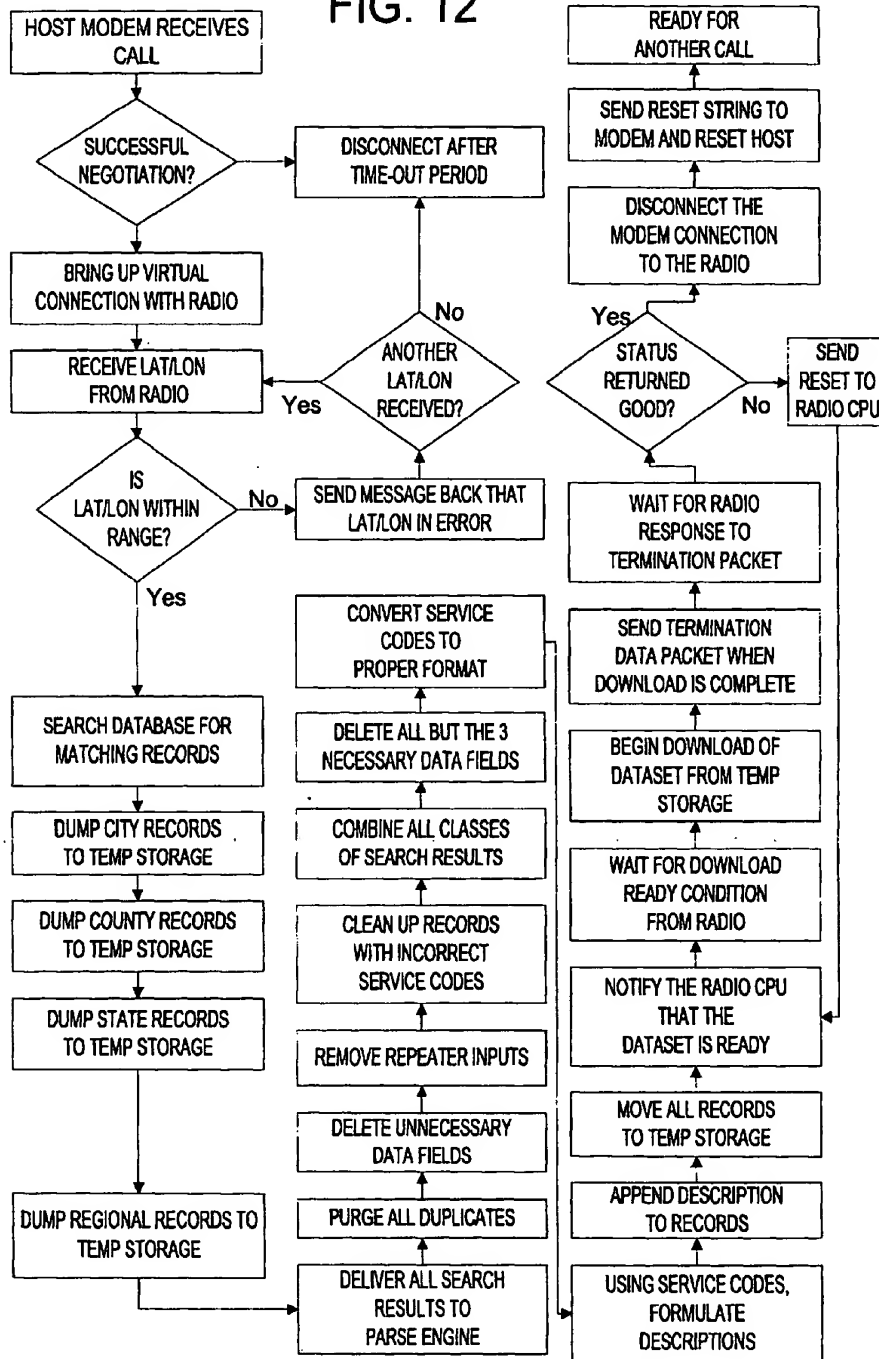 FIG. 12
HOST MODEM RECEIVES
CALL
SUCCESSFUL
NEGOTIATION?
DISCONNECT AFTER
TIME-OUT PERIOD
BRING UP VIRTUAL
CONNECTION WITH RADIO
RECEIVE LAT/LON
FROM RADIO
No
ANOTHER
LAT/LON
RECEIVED?
Yes
IS
LAT/LON WITHIN
RANGE?
No
SEND MESSAGE BACK THAT
LAT/LON IN ERROR
Yes
SEARCH DATABASE FOR
MATCHING RECORDS
DUMP CITY RECORDS
TO TEMP STORAGE
DUMP COUNTY RECORDS
TO TEMP STORAGE
DUMP STATE RECORDS
TO TEMP STORAGE
DUMP REGIONAL RECORDS TO
TEMP STORAGE
CONVERT SERVICE
CODES TO
PROPER FORMAT
DELETE ALL BUT THE 3
NECESSARY DATA FIELDS
COMBINE ALL CLASSES
OF SEARCH RESULTS
CLEAN UP RECORDS
WITH INCORRECT
SERVICE CODES
REMOVE REPEATER INPUTS
DELETE UNNECESSARY
DATA FIELDS
PURGE ALL DUPLICATES
DELIVER ALL SEARCH
RESULTS TO
PARSE ENGINE
READY FOR
ANOTHER CALL
SEND RESET STRING TO
MODEM AND RESET HOST
DISCONNECT THE
MODEM CONNECTION
TO THE RADIO
Yes
STATUS
RETURNED
GOOD?
No
SEND
RESET TO
RADIO CPU
WAIT FOR RADIO
RESPONSE TO
TERMINATION PACKET
SEND TERMINATION
DATA PACKET WHEN
DOWNLOAD IS COMPLETE
BEGIN DOWNLOAD OF
DATASET FROM TEMP
STORAGE
WAIT FOR DOWNLOAD
READY CONDITION
FROM RADIO
NOTIFY THE RADIO CPU
THAT THE
DATASET IS READY
MOVE ALL RECORDS
TO TEMP STORAGE
APPEND DESCRIPTION
TO RECORDS
USING SERVICE CODES,
FORMULATE
DESCRIPTIONS